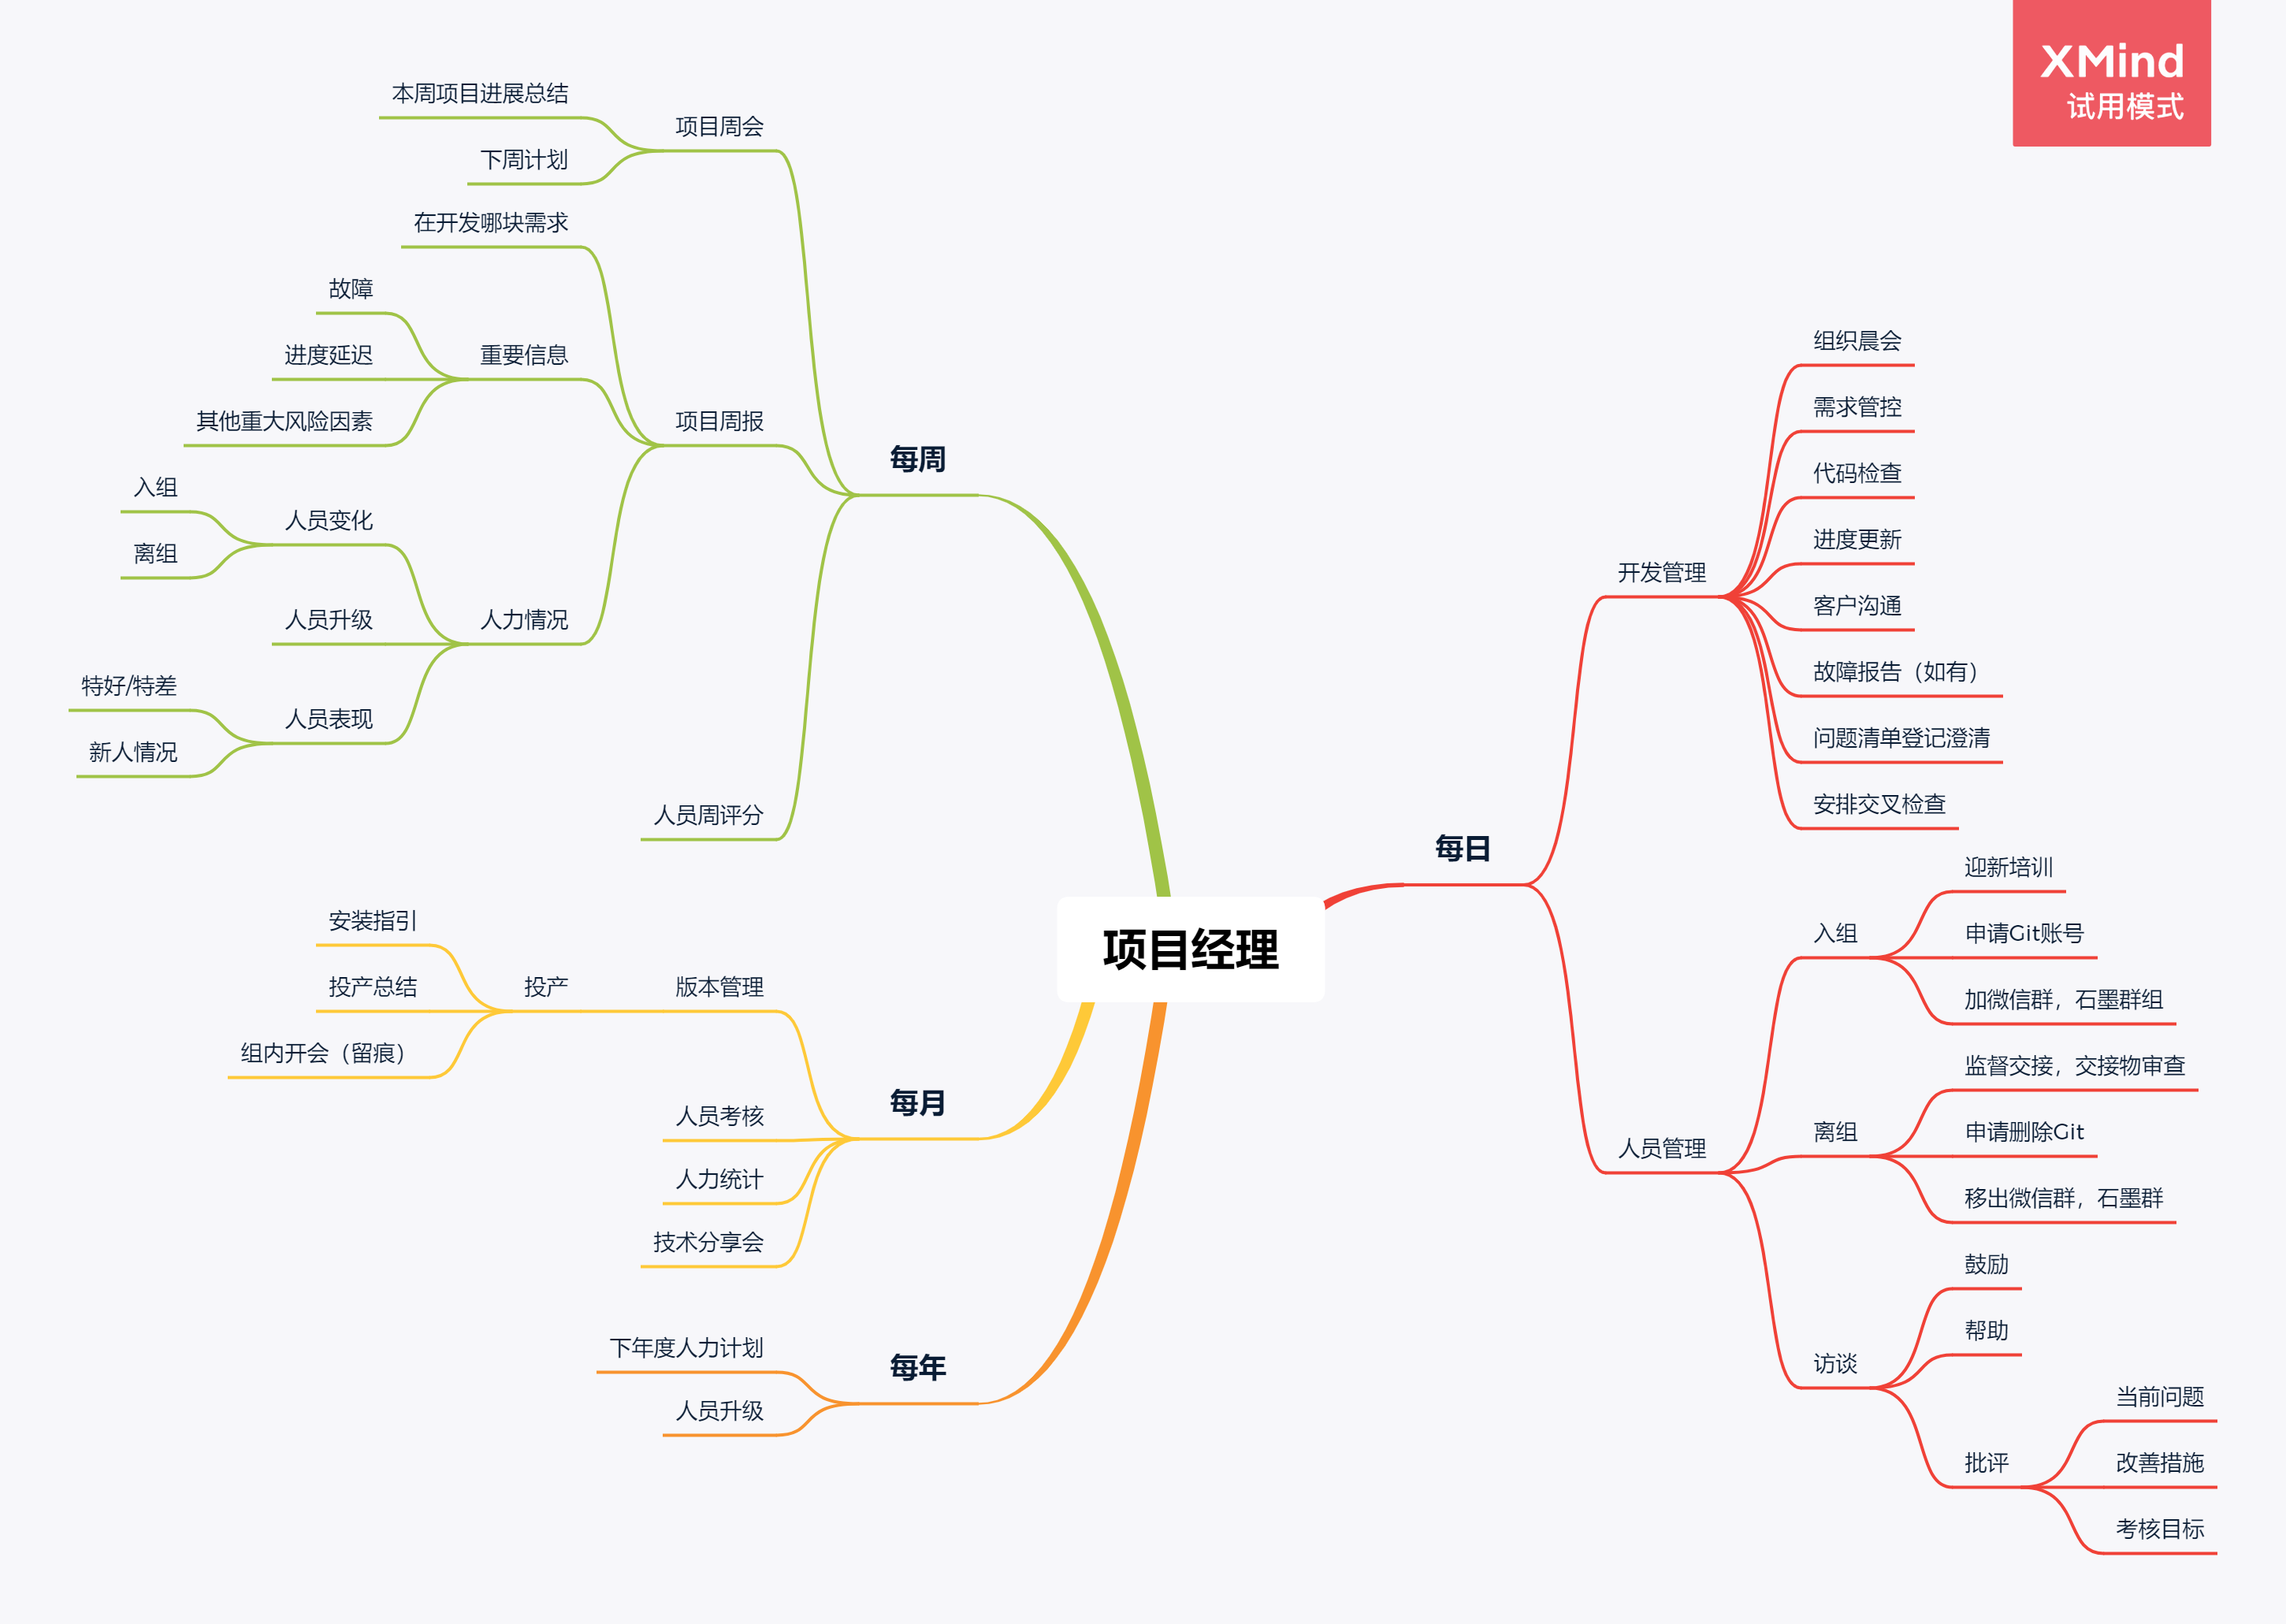 XMind
试用模式
项目经理
每日
开发管理
组织晨会
需求管控
代码检查
进度更新
客户沟通
故障报告（如有）
问题清单登记澄清
安排交叉检查
人员管理
入组
迎新培训
申请Git账号
加微信群，石墨群组
离组
监督交接，交接物审查
申请删除Git
移出微信群，石墨群
访谈
鼓励
帮助
批评
当前问题
改善措施
考核目标
每周
项目周会
本周项目进展总结
下周计划
项目周报
在开发哪块需求
重要信息
故障
进度延迟
其他重大风险因素
人力情况
人员变化
入组
离组
人员升级
人员表现
特好/特差
新人情况
人员周评分
每月
版本管理
投产
安装指引
投产总结
组内开会（留痕）
人员考核
人力统计
技术分享会
每年
下年度人力计划
人员升级